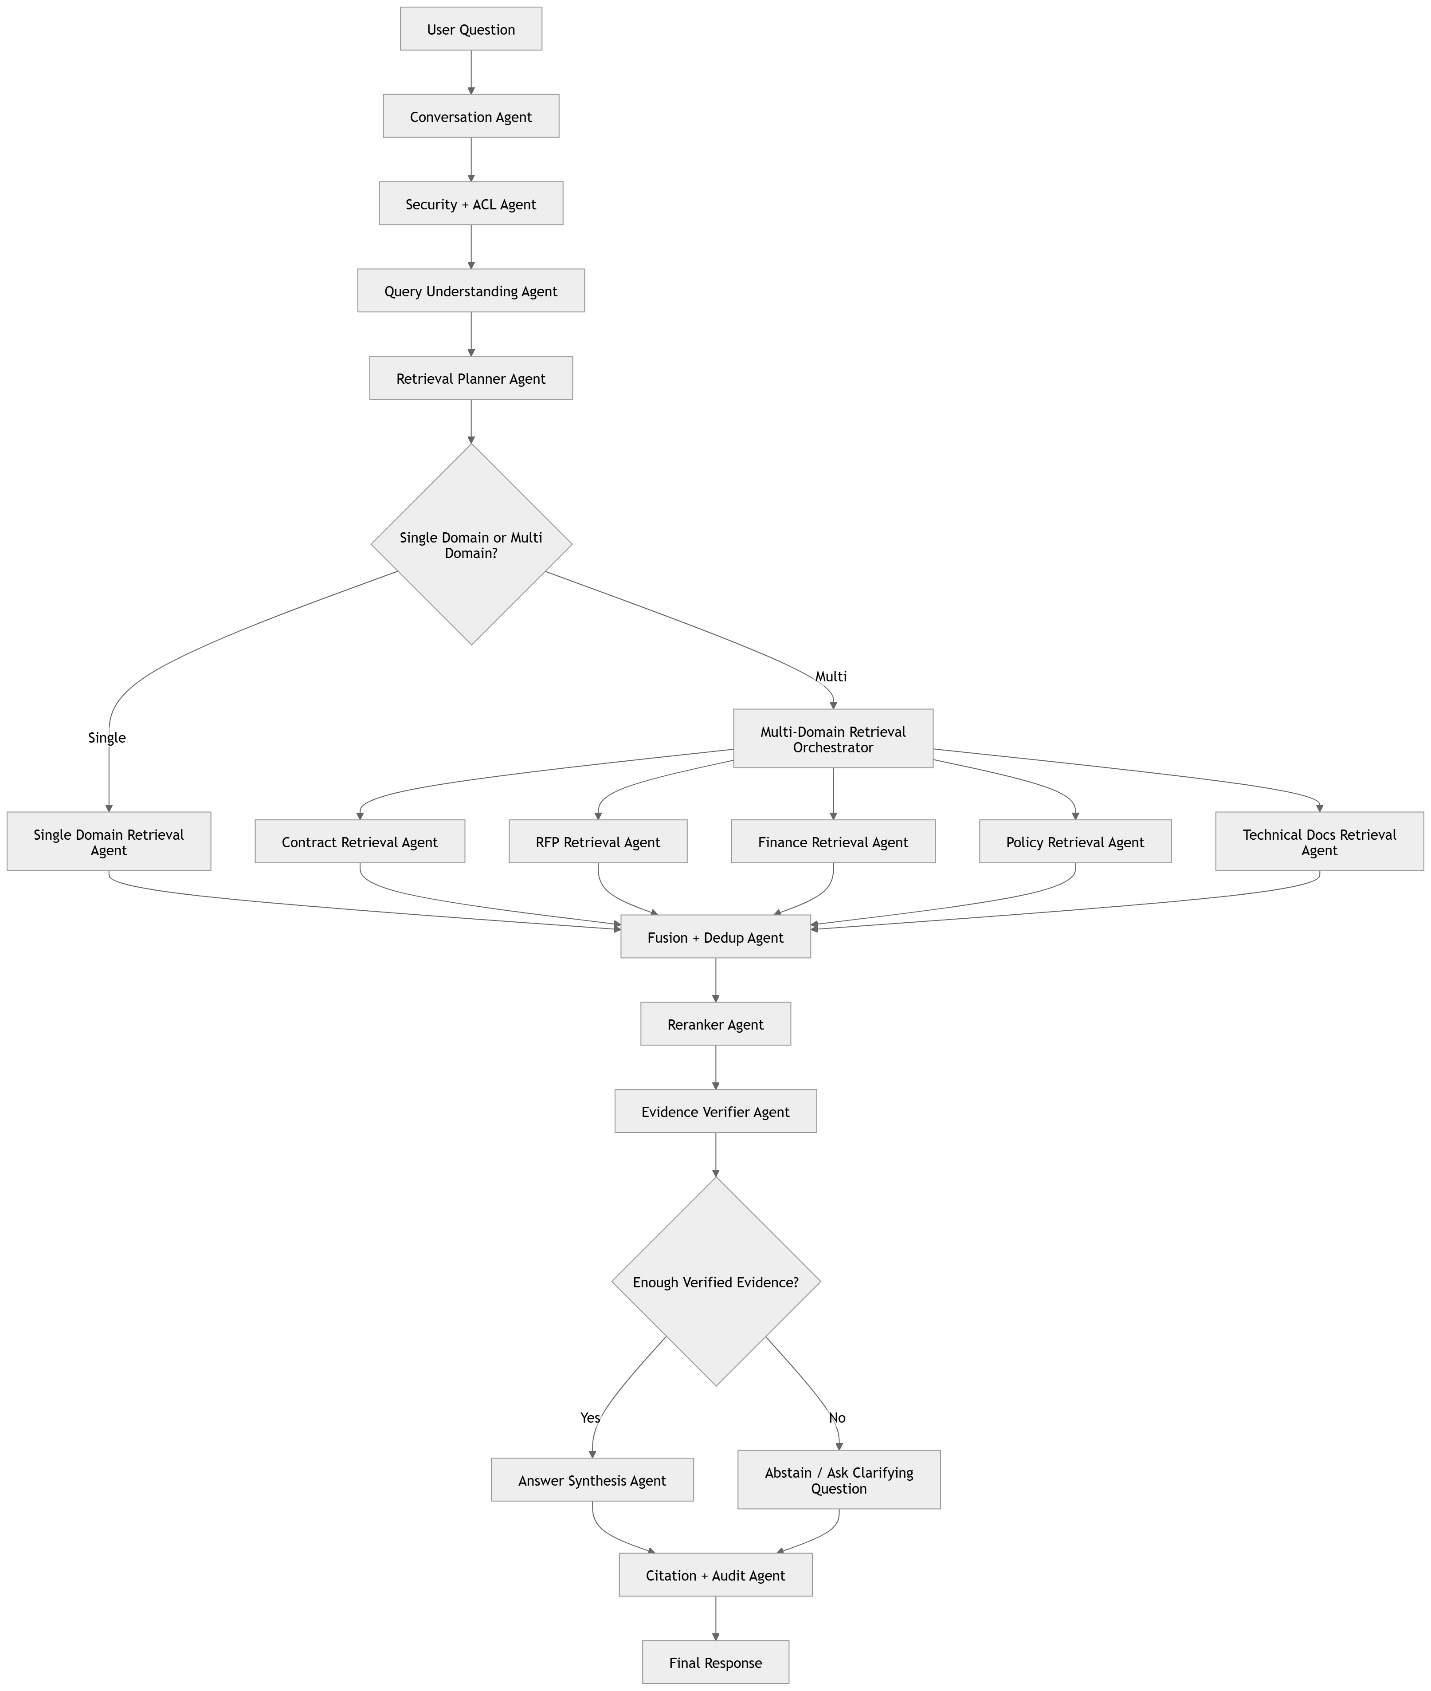 User Question
Conversation Agent
Security + ACL Agent
Query Understanding Agent
Retrieval Planner Agent
Single Domain or Multi
Domain?
Multi
Single
Multi-Domain Retrieval
Orchestrator
Single Domain Retrieval
Agent
Contract Retrieval Agent
RFP Retrieval Agent
Finance Retrieval Agent
Policy Retrieval Agent
Technical Docs Retrieval
Agent
Fusion + Dedup Agent
Reranker Agent
Evidence Verifier Agent
Enough Verified Evidence?
Yes
No
Answer Synthesis Agent
Abstain / Ask Clarifying
Question
Citation + Audit Agent
Final Response